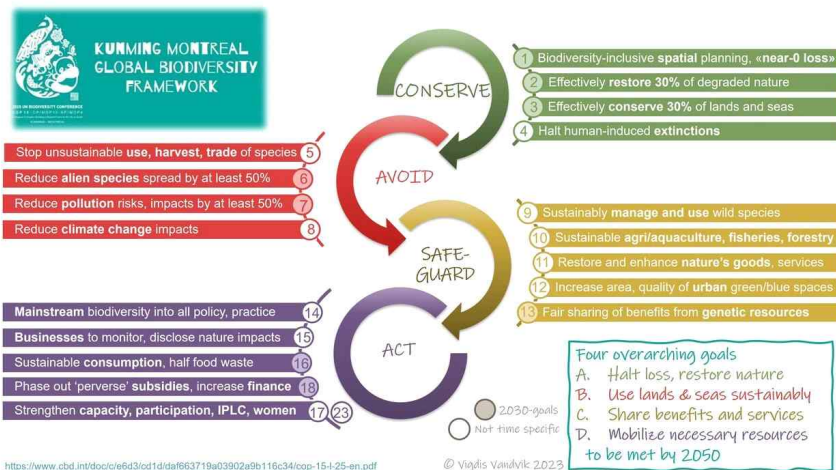 KUNMING MONTREAL
GLOBAL BIODIVERSITY
FRAMEWORK
UN BIODIVERSITY CONFERENCE
CONSERVE
1 Biodiversity-inclusive spatial planning, «near-0 loss»
2 Effectively restore 30% of degraded nature
3 Effectively conserve 30% of lands and seas
4 Halt human-induced extinctions
AVOID
Stop unsustainable use, harvest, trade of species 5
Reduce alien species spread by at least 50% 6
Reduce pollution risks, impacts by at least 50% 7
Reduce climate change impacts 8
SAFE-
GUARD
9 Sustainably manage and use wild species
10 Sustainable agri/aquaculture, fisheries, forestry
11 Restore and enhance nature's goods, services
12 Increase area, quality of urban green/blue spaces
13 Fair sharing of benefits from genetic resources
ACT
Mainstream biodiversity into all policy, practice 14
Businesses to monitor, disclose nature impacts 15
Sustainable consumption, half food waste 16
Phase out 'perverse' subsidies, increase finance 18
Strengthen capacity, participation, IPLC, women 17 23
2030-goals
Not time specific
Four overarching goals
A. Halt loss, restore nature
B. Use lands & seas sustainably
C. Share benefits and services
D. Mobilize necessary resources
to be met by 2050
https://www.cbd.int/doc/c/e6d3/cd1d/daf663719a03902a9b116c34/cop-15-l-25-en.pdf
© Vigdis Vandvik 2023